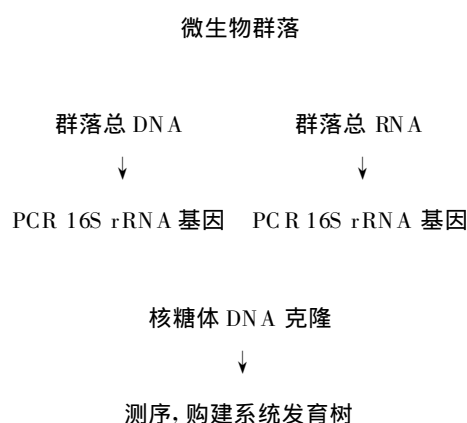 微生物群落
群落总 DNA 群落总 RNA
↓ ↓
PCR 16S rRNA 基因 PCR 16S rRNA 基因
核糖体 DNA 克隆
↓
测序, 购建系统发育树